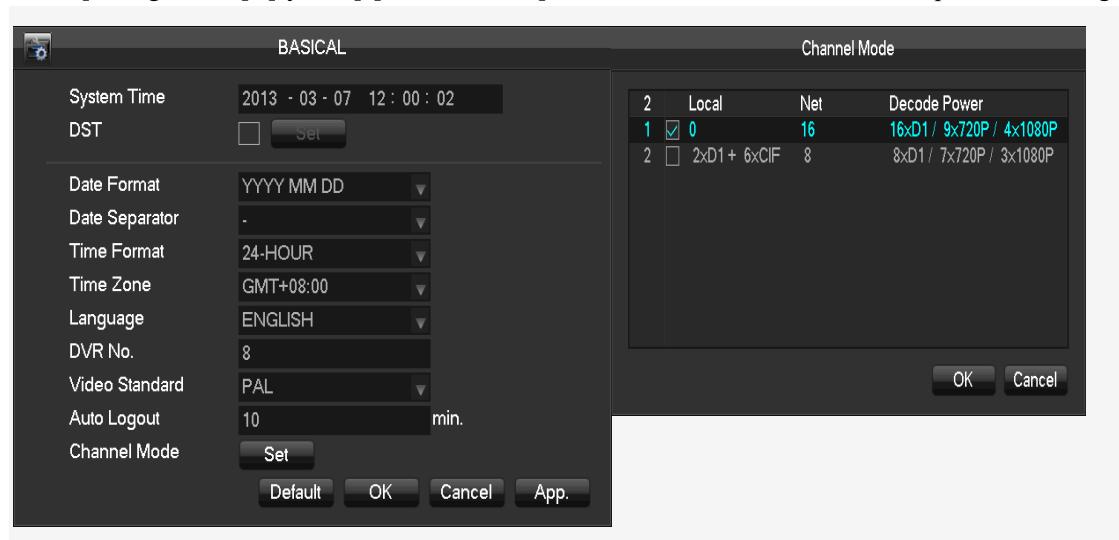 BASICAL
System Time 2013 - 03 - 07 12 : 00 : 02
DST Set
Date Format YYYY MM DD
Date Separator -
Time Format 24-HOUR
Time Zone GMT+08:00
Language ENGLISH
DVR No. 8
Video Standard PAL
Auto Logout 10 min.
Channel Mode Set
Default OK Cancel App.
Channel Mode
2 Local Net Decode Power
1 0 16 16xD1 / 9x720P / 4x1080P
2 2xD1 + 6xCIF 8 8xD1 / 7x720P / 3x1080P
OK Cancel